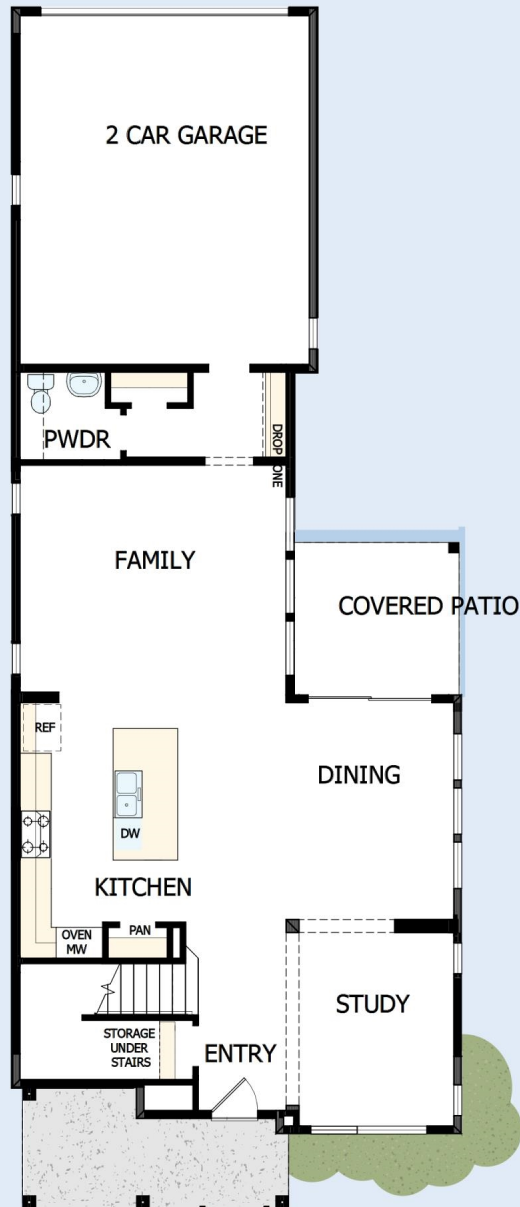 2 CAR GARAGE
PWDR
DROP ZONE
FAMILY
COVERED PATIO
REF
DINING
DW
KITCHEN
PAN
OVEN
MW
STUDY
STORAGE
UNDER
STAIRS
ENTRY